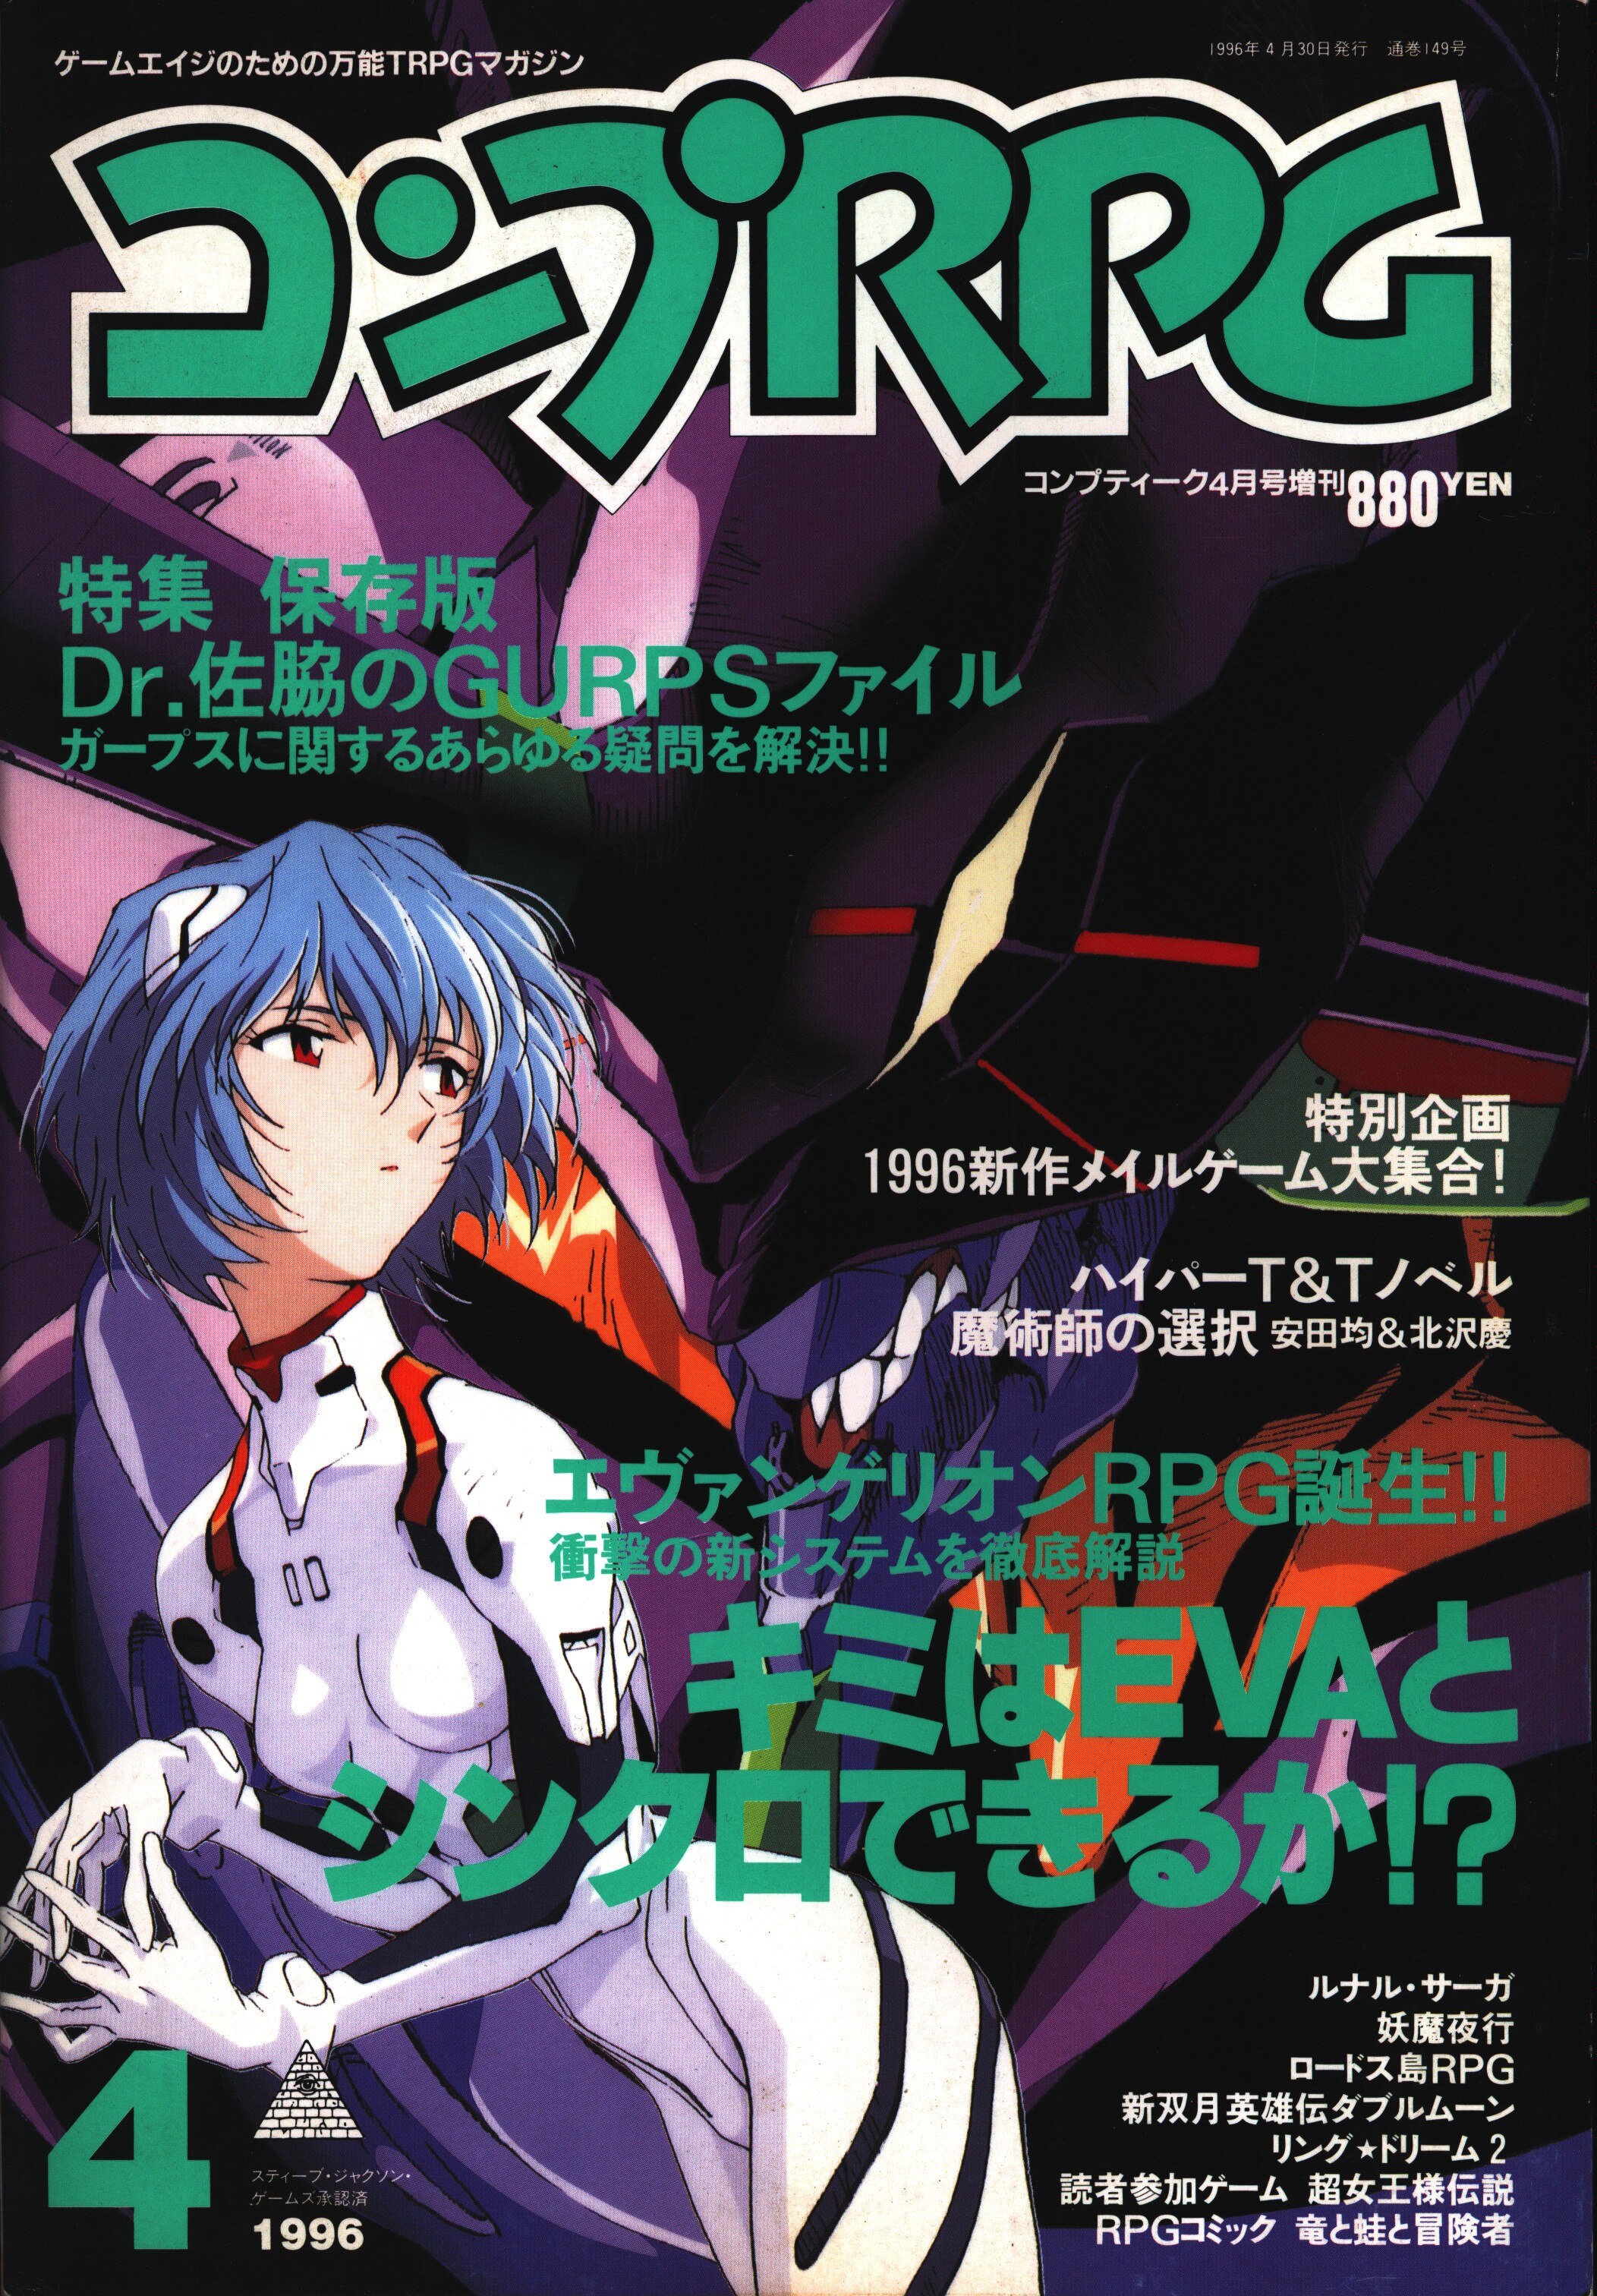 ゲームエイジのための万能TRPGマガジン
1996年4月30日発行　通巻149号
コンプRPG
コンプティーク4月号増刊880YEN
特集　保存版
Dr.佐脇のGURPSファイル
ガープスに関するあらゆる疑問を解決!!
特別企画
1996新作メイルゲーム大集合!
ハイパーT&Tノベル
魔術師の選択 安田均&北沢慶
エヴァンゲリオンRPG誕生!!
衝撃の新システムを徹底解説
キミはEVAと
シンクロできるか!?
ルナル・サーガ
妖魔夜行
ロードス島RPG
新双月英雄伝ダブルムーン
リング★ドリーム2
読者参加ゲーム　超女王様伝説
RPGコミック　竜と蛙と冒険者
4
スティーブ・ジャクソン・
ゲームズ承認済
1996